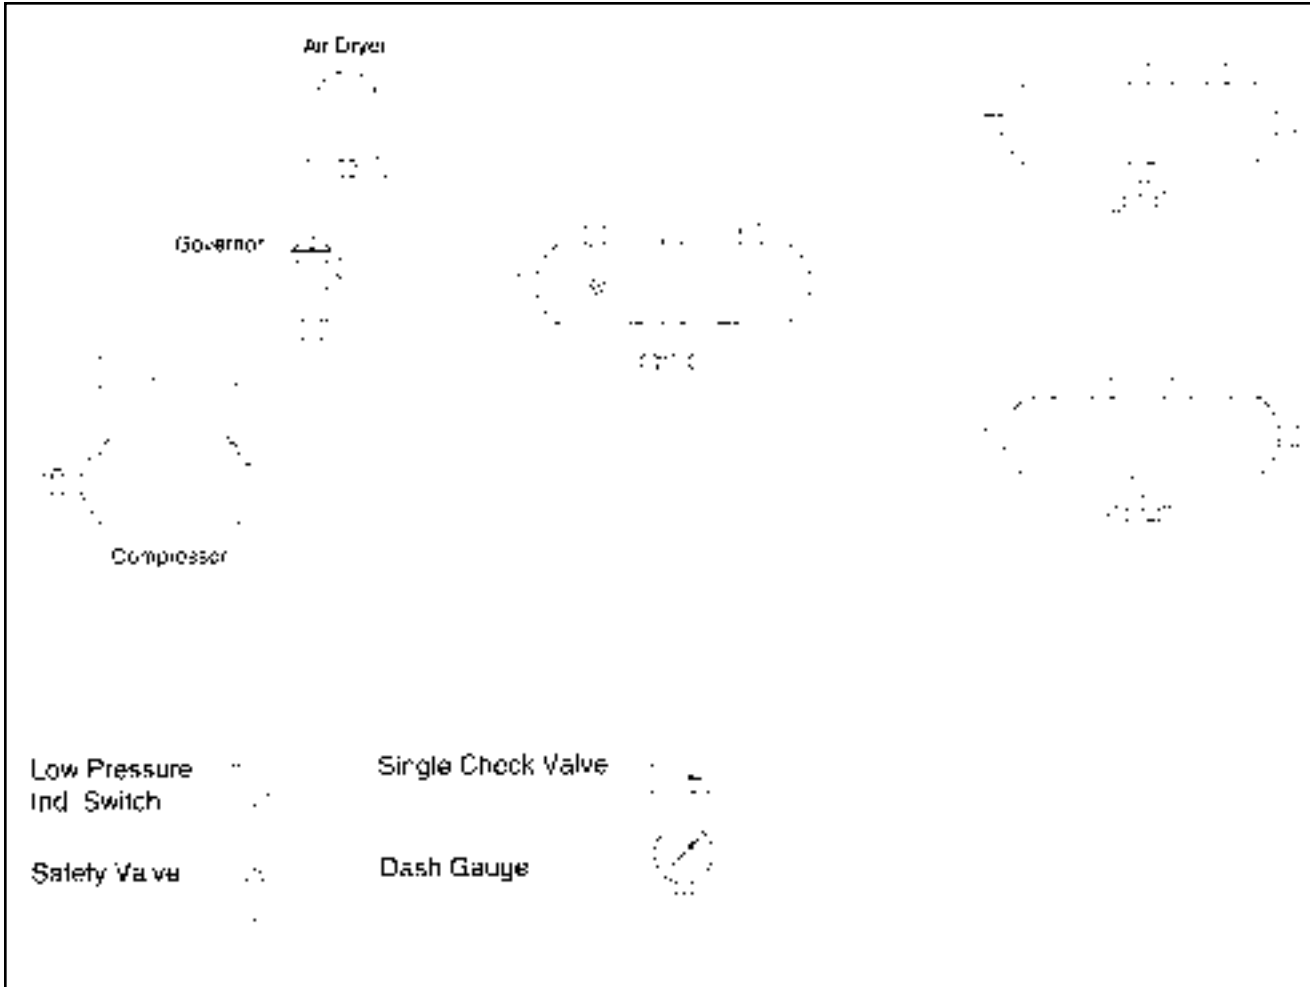 Air Dryer
Governor
Compressor
Low Pressure
Ind. Switch
Single Check Valve
Safety Valve
Dash Gauge